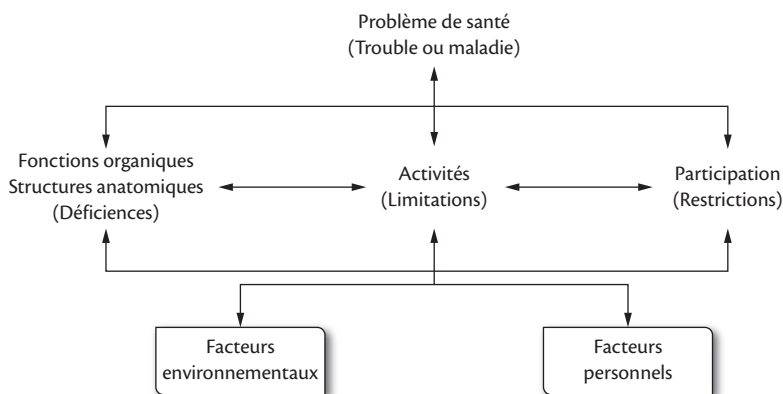 Problème de santé
(Trouble ou maladie)
Fonctions organiques
Structures anatomiques
(Déficiences)
Activités
(Limitations)
Participation
(Restrictions)
Facteurs
environnementaux
Facteurs
personnels